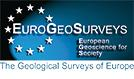 EUROGEOSURVEYS
European
Geoscience for
Society
The Geological Surveys of Europe